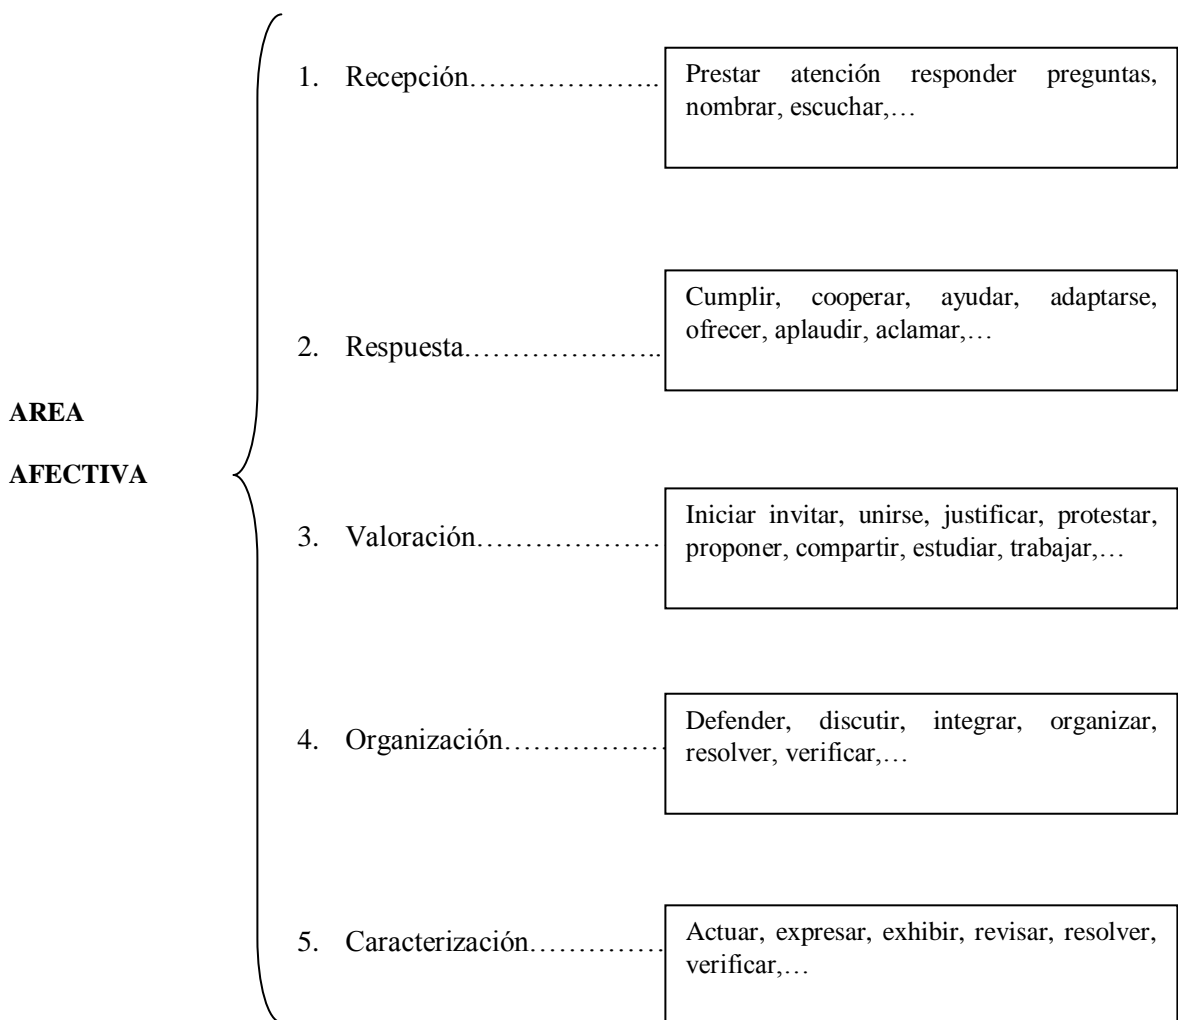 1. Recepción………………..
Prestar atención responder preguntas,
nombrar, escuchar,…
2. Respuesta…………………..
Cumplir, cooperar, ayudar, adaptarse,
ofrecer, aplaudir, aclamar,…
AREA
AFECTIVA
3. Valoración……………….
Iniciar invitar, unirse, justificar, protestar,
proponer, compartir, estudiar, trabajar,…
4. Organización………………
Defender, discutir, integrar, organizar,
resolver, verificar,…
5. Caracterización…………..
Actuar, expresar, exhibir, revisar, resolver,
verificar,…